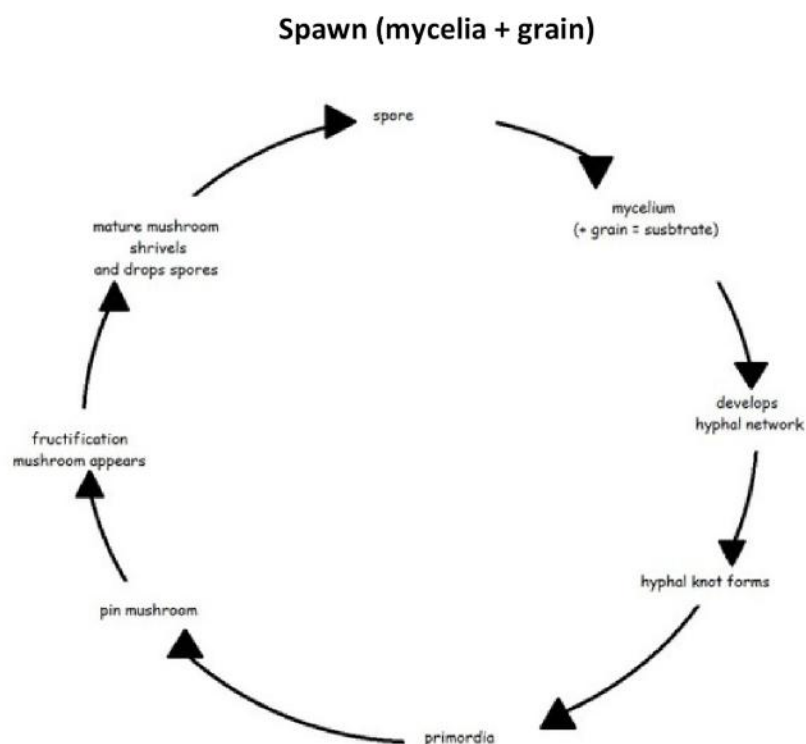 Spawn (mycelia + grain)
spore
mycelium
(+ grain = susbtrate)
develops
hyphal network
hyphal knot forms
primordia
pin mushroom
fructification
mushroom appears
mature mushroom
shrivels
and drops spores